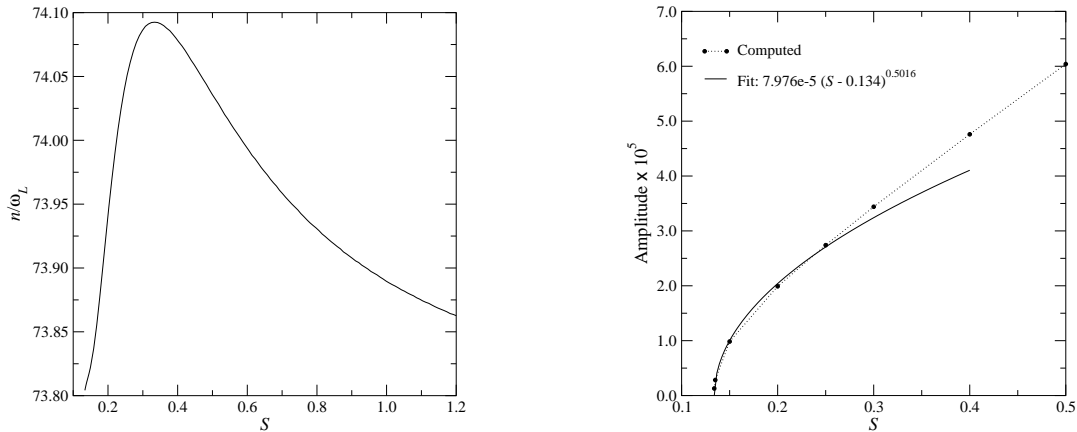 74.10
74.05
74.00
73.95
73.90
73.85
73.80
n/ω_L
0.2 0.4 0.6 0.8 1.0 1.2
S
7.0
6.0
5.0
4.0
3.0
2.0
1.0
0.0
Amplitude x 10^5
Computed
Fit: 7.976e-5 (S - 0.134)^0.5016
0.1 0.2 0.3 0.4 0.5
S